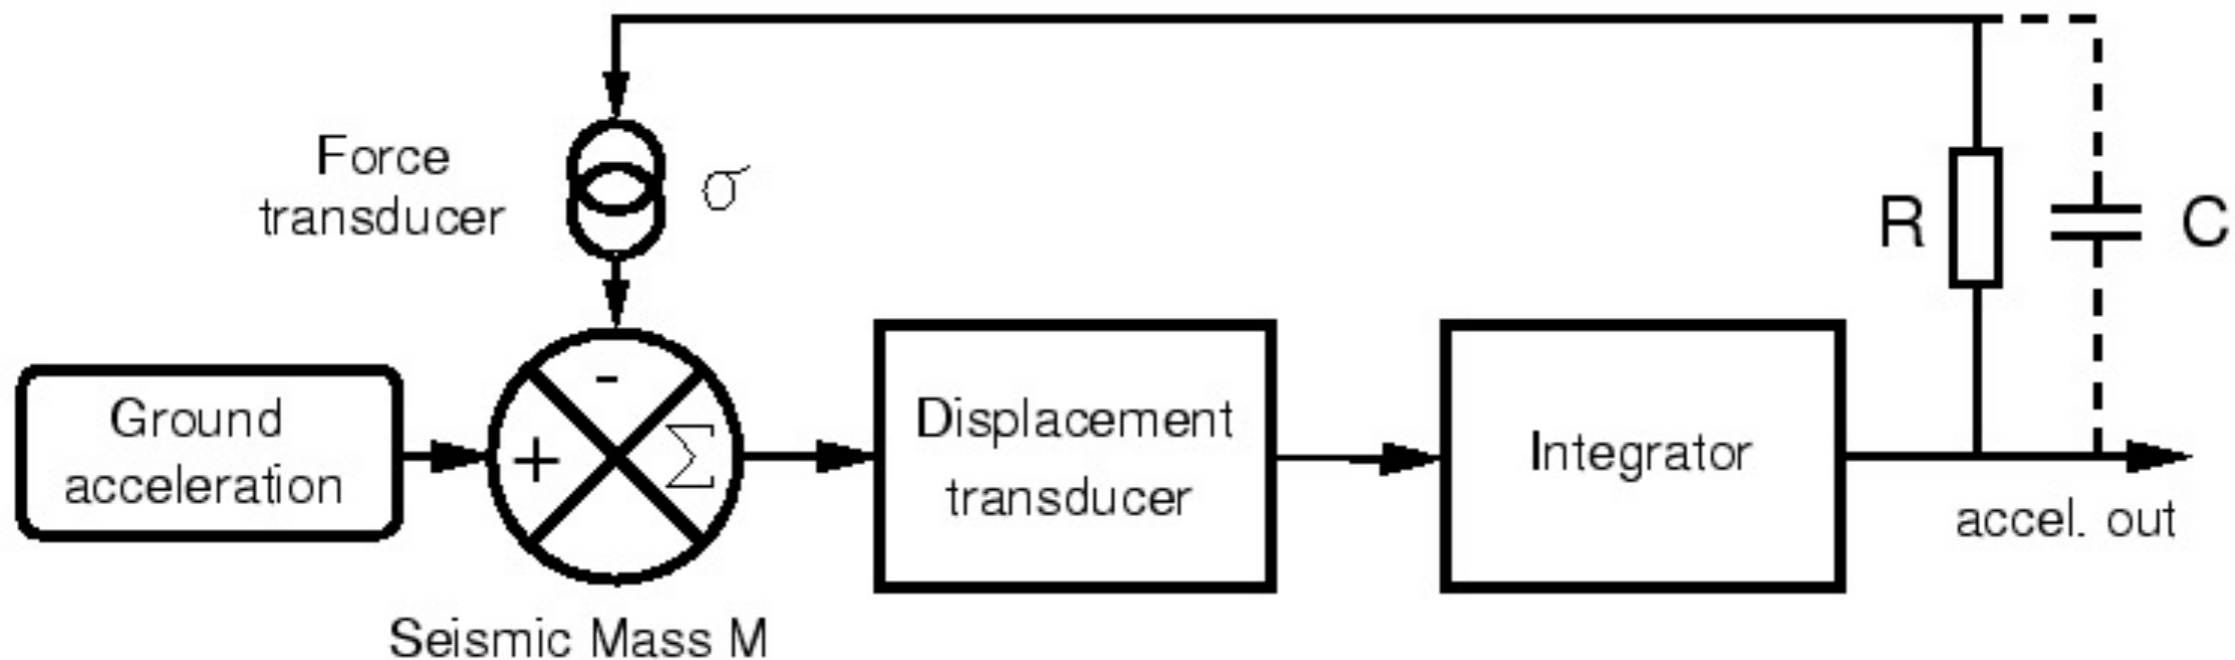 Force
transducer
σ
R
C
Ground
acceleration
-
+
Σ
Displacement
transducer
Integrator
accel. out
Seismic Mass M